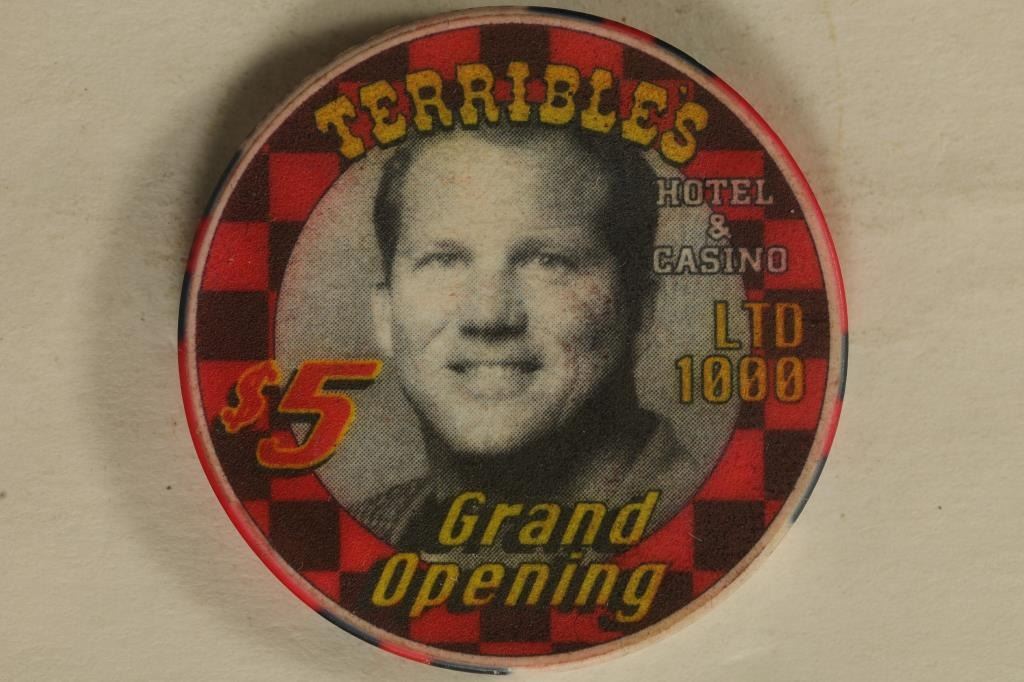 TERRIBLE'S
HOTEL
&
CASINO
LTD
1000
$5
Grand
Opening